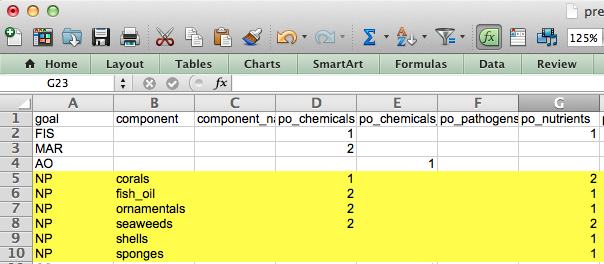 pre
125%
Home Layout Tables Charts SmartArt Formulas Data Review
G23 fx
A B C D E F G
1 goal component component_na po_chemicals po_chemicals_ po_pathogens po_nutrients
2 FIS 1 1
3 MAR 2
4 AO 1
5 NP corals 1 2
6 NP fish_oil 2 1
7 NP ornamentals 2 1
8 NP seaweeds 2 2
9 NP shells 1
10 NP sponges 1